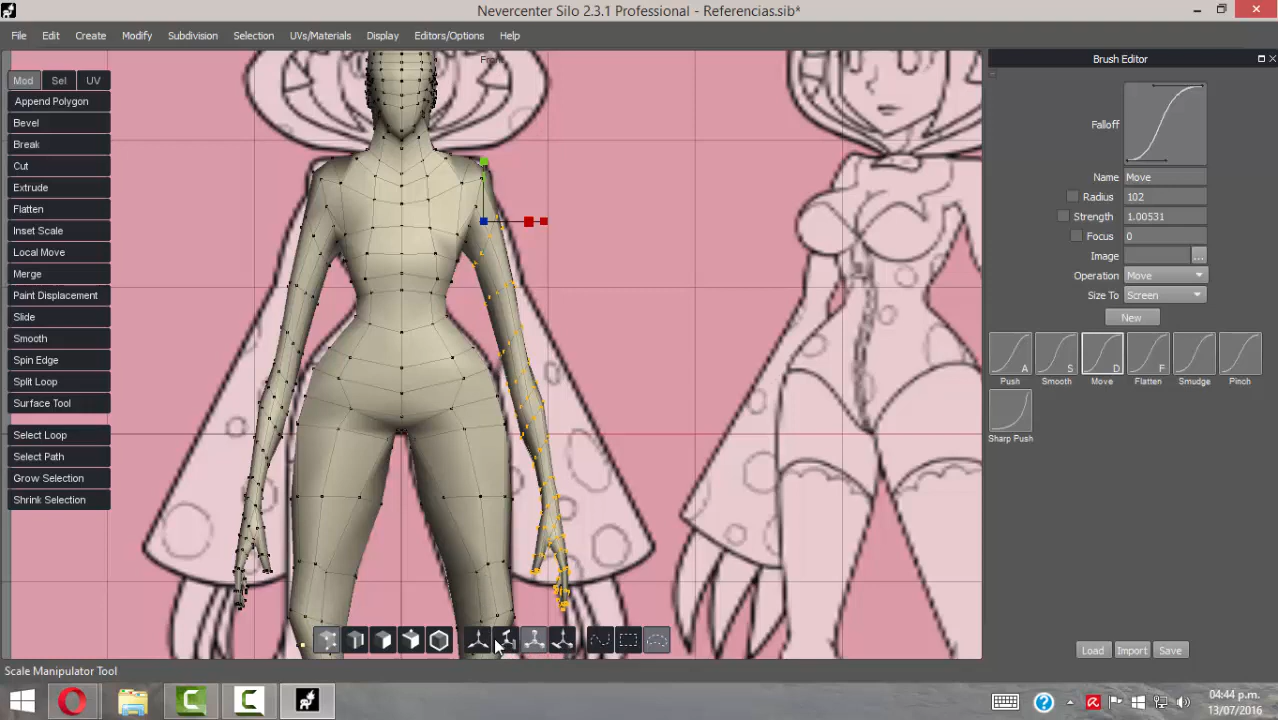 Nevercenter Silo 2.3.1 Professional - Referencias.sib*
File Edit Create Modify Subdivision Selection UVs/Materials Display Editors/Options Help
Mod Sel UV
Append Polygon
Bevel
Break
Cut
Extrude
Flatten
Inset Scale
Local Move
Merge
Paint Displacement
Slide
Smooth
Spin Edge
Split Loop
Surface Tool
Select Loop
Select Path
Grow Selection
Shrink Selection
Brush Editor
Falloff
Name Move
Radius 102
Strength 1.00531
Focus 0
Image ...
Operation Move
Size To Screen
New
A S D F
Push Smooth Move Flatten Smudge Pinch
Sharp Push
Load Import Save
Scale Manipulator Tool
04:44 p.m.
13/07/2016